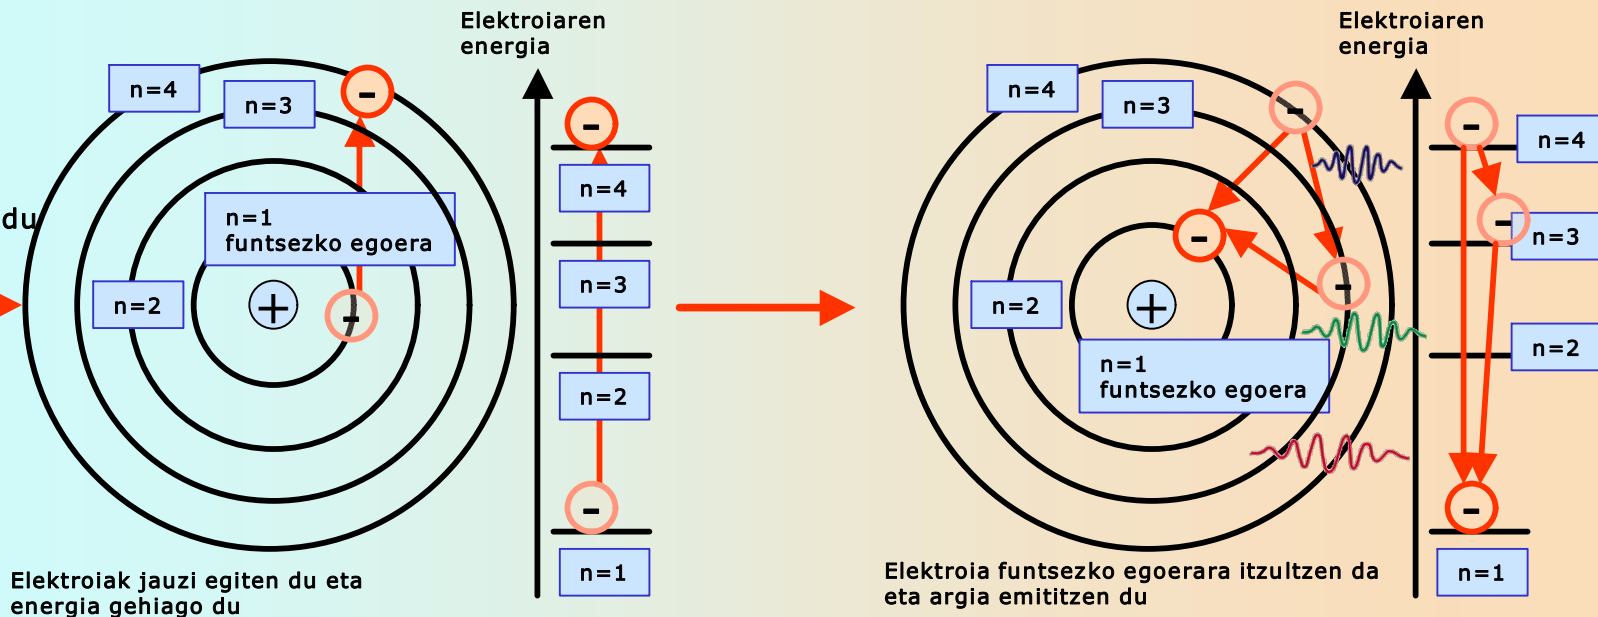 du
n=4
n=3
n=1
funtsezko egoera
n=2
+
-
-
Elektroiak jauzi egiten du eta
energia gehiago du
Elektroiaren
energia
-
n=4
n=3
n=2
-
n=1
n=4
n=3
-
-
-
n=2
+
n=1
funtsezko egoera
Elektroia funtsezko egoerara itzultzen da
eta argia emititzen du
Elektroiaren
energia
-
n=4
-
n=3
n=2
-
n=1